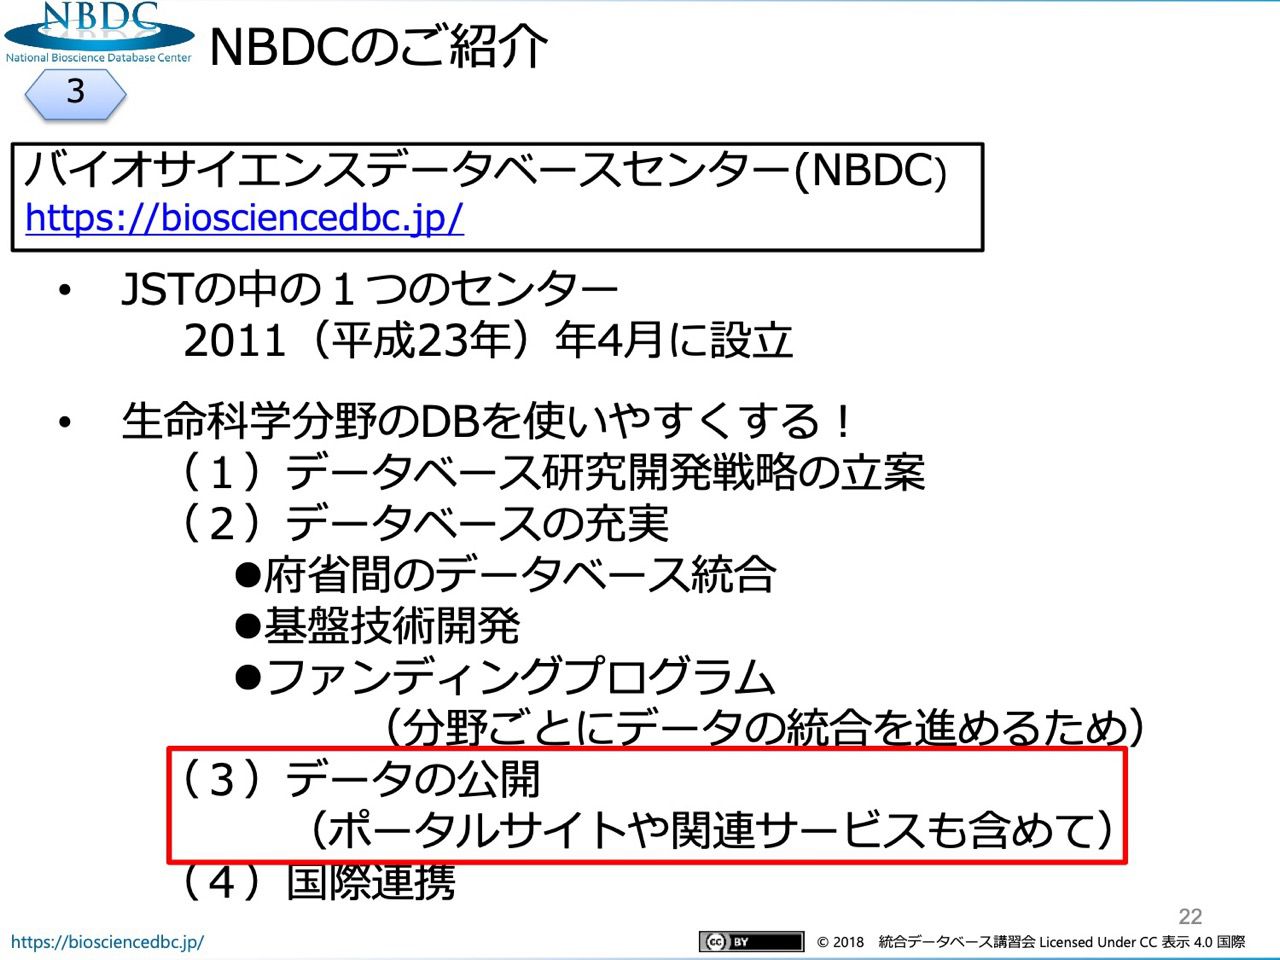 NBDC
National Bioscience Database Center
NBDCのご紹介
3
バイオサイエンスデータベースセンター(NBDC)
https://biosciencedbc.jp/
• JSTの中の１つのセンター
2011（平成23年）年4月に設立
• 生命科学分野のDBを使いやすくする！
（１）データベース研究開発戦略の立案
（２）データベースの充実
●府省間のデータベース統合
●基盤技術開発
●ファンディングプログラム
（分野ごとにデータの統合を進めるため）
（３）データの公開
（ポータルサイトや関連サービスも含めて）
（４）国際連携
22
https://biosciencedbc.jp/
cc BY
© 2018　統合データベース講習会 Licensed Under CC 表示 4.0 国際